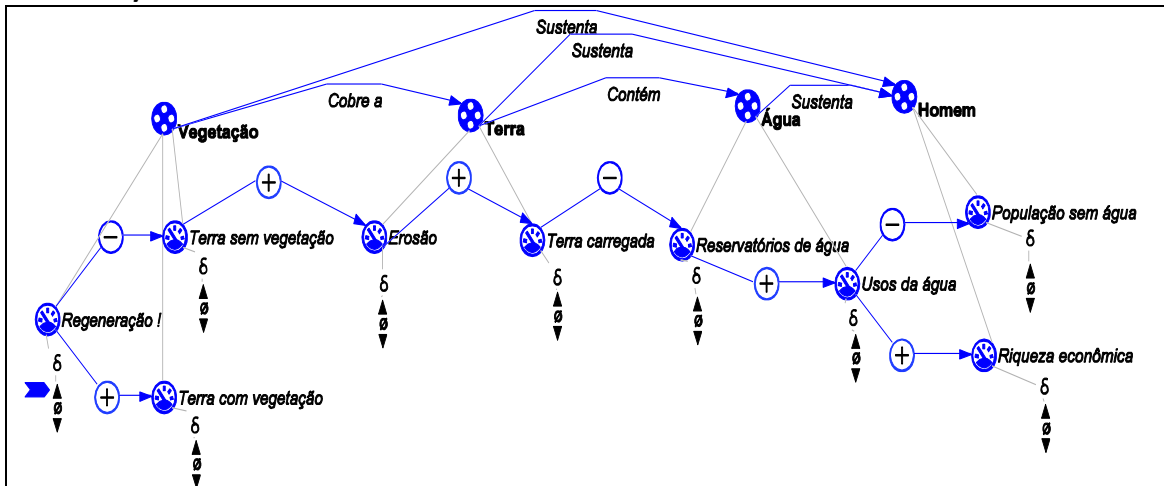 Sustenta
Sustenta
Cobre a
Contém
Sustenta
Vegetação
Terra
Água
Homem
+
+
−
−
−
+
+
+
Terra sem vegetação
Erosão
Terra carregada
Reservatórios de água
Usos da água
População sem água
Regeneração !
Terra com vegetação
Riqueza econômica
δ
ø
δ
ø
δ
ø
δ
ø
δ
ø
δ
ø
δ
ø
δ
ø
δ
ø